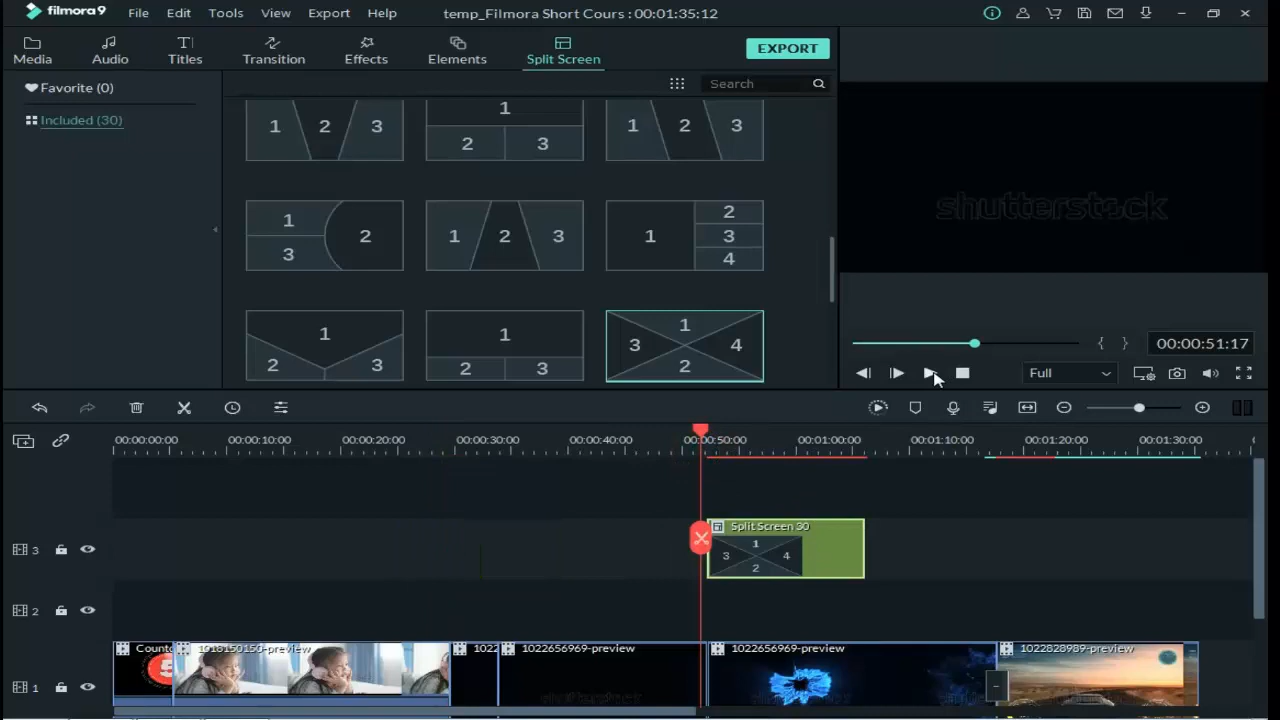 filmora9 File Edit Tools View Export Help temp_Filmora Short Cours : 00:01:35:12
Media Audio Titles Transition Effects Elements Split Screen EXPORT
Favorite (0)
Included (30)
Search
1 2 3
1
2 3
1 2 3
1
3
2
1 2 3
1
2
3
4
1
2 3
1
2 3
1
3 4
2
shutterstock
00:00:51:17
Full
00:00:00:00 00:00:10:00 00:00:20:00 00:00:30:00 00:00:40:00 00:00:50:00 00:01:00:00 00:01:10:00 00:01:20:00 00:01:30:00
Split Screen 30
1
3 4
2
3
2
1
Countd 1018150150-preview 1022 1022656969-preview 1022656969-preview 1022828989-preview